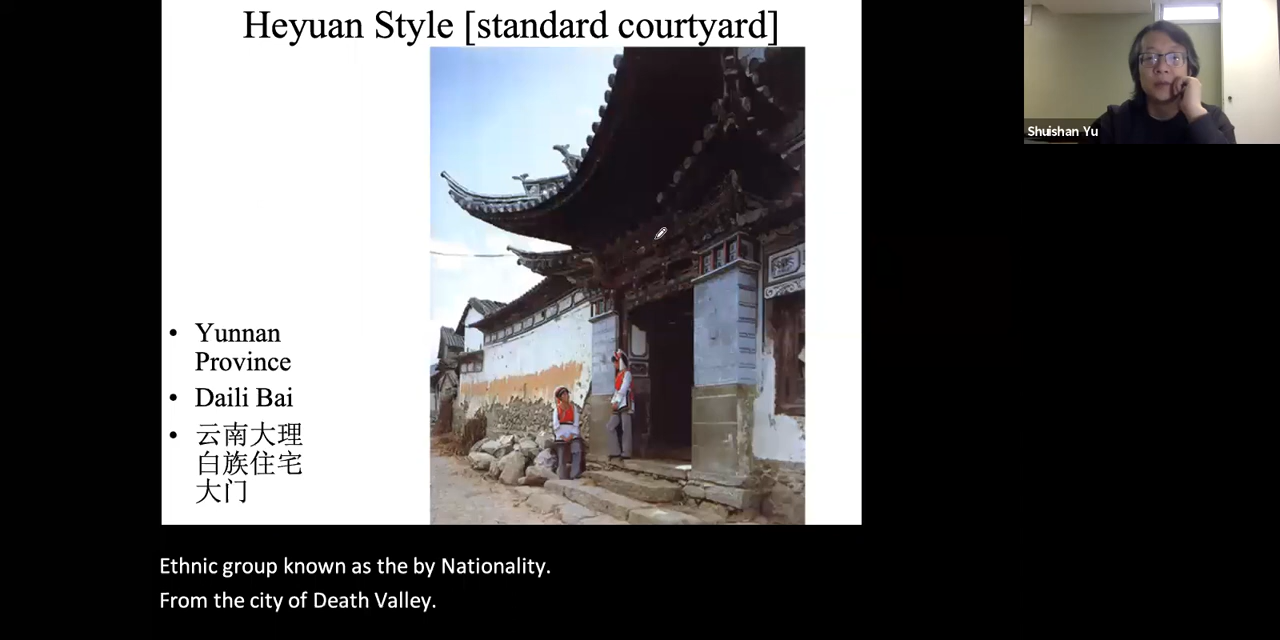 Heyuan Style [standard courtyard]
Shuishan Yu
• Yunnan
Province
• Daili Bai
• 云南大理
白族住宅
大门
Ethnic group known as the by Nationality.
From the city of Death Valley.